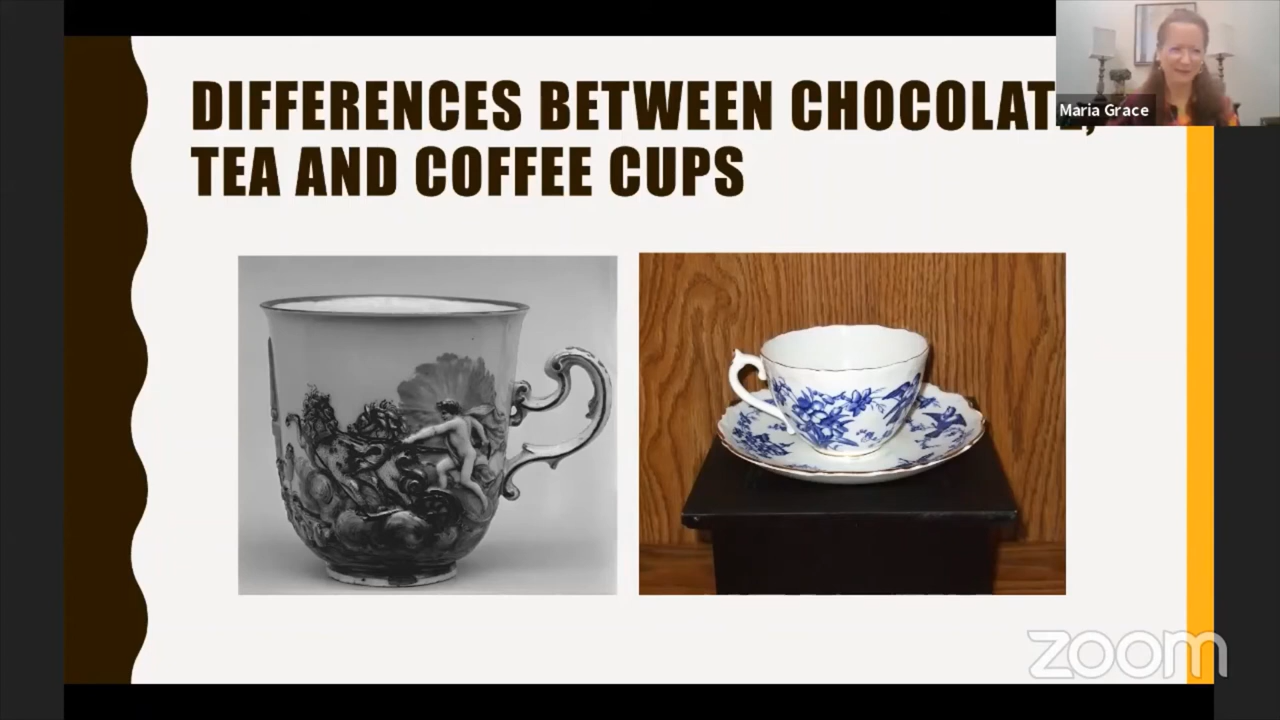 DIFFERENCES BETWEEN CHOCOLATE,
TEA AND COFFEE CUPS
Maria Grace
zoom